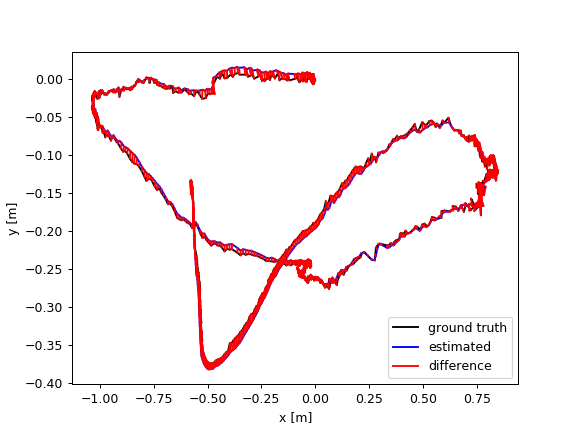 0.00
−0.05
−0.10
−0.15
−0.20
−0.25
−0.30
−0.35
−0.40
y [m]
ground truth
estimated
difference
−1.00 −0.75 −0.50 −0.25 0.00 0.25 0.50 0.75
x [m]